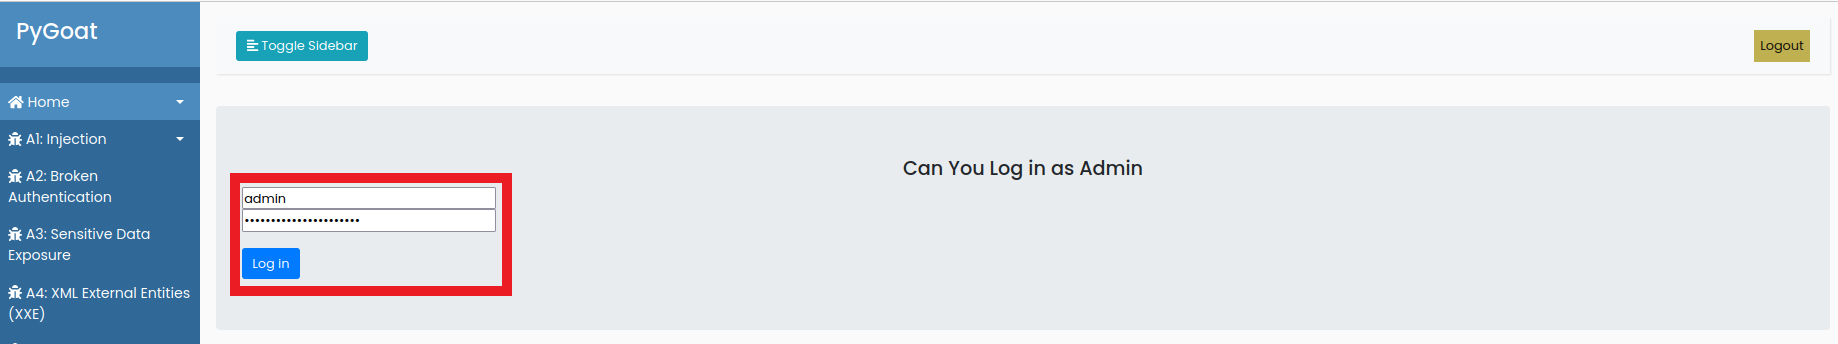 PyGoat
Toggle Sidebar
Logout
Home
A1: Injection
A2: Broken
Authentication
A3: Sensitive Data
Exposure
A4: XML External Entities
(XXE)
Can You Log in as Admin
admin
••••••••••••••••••••••
Log in